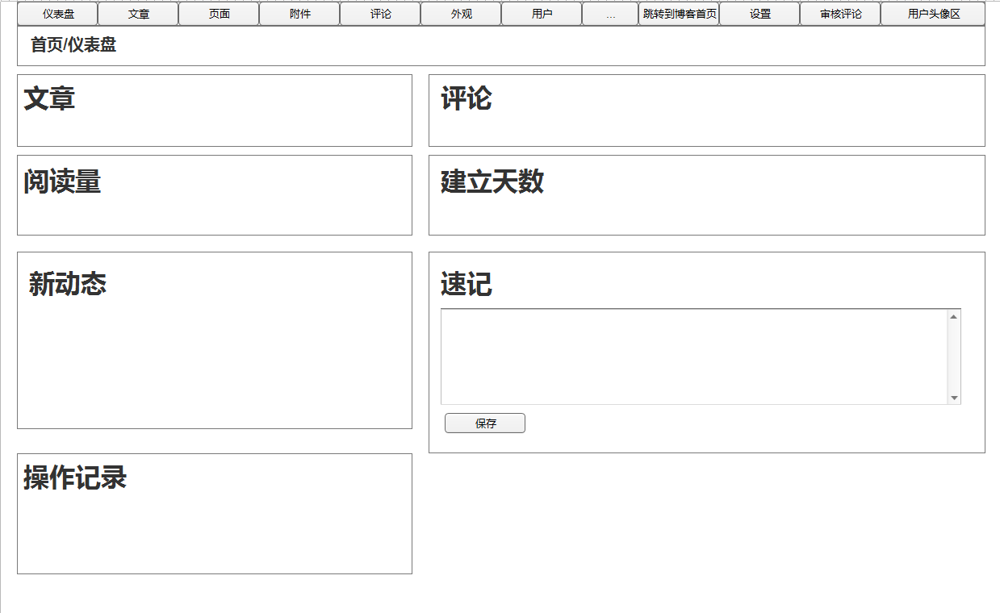 仪表盘 文章 页面 附件 评论 外观 用户 ... 跳转到博客首页 设置 审核评论 用户头像区
首页/仪表盘
文章
评论
阅读量
建立天数
新动态
速记
保存
操作记录